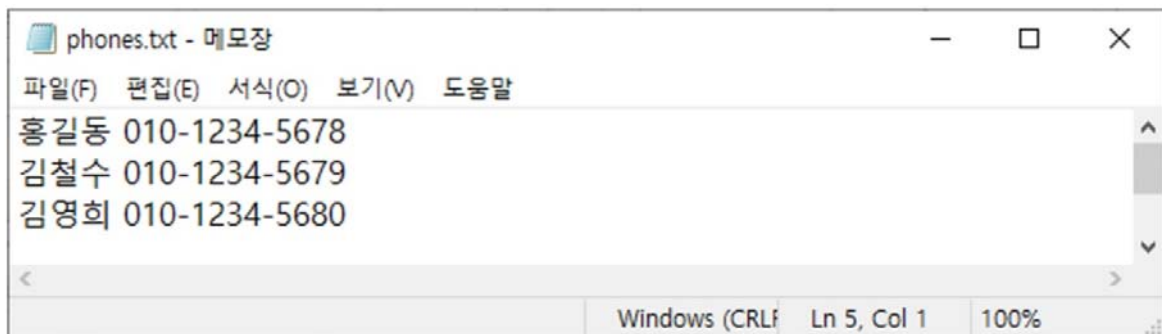 phones.txt - 메모장
파일(F) 편집(E) 서식(O) 보기(V) 도움말
홍길동 010-1234-5678
김철수 010-1234-5679
김영희 010-1234-5680
Windows (CRLF Ln 5, Col 1 100%